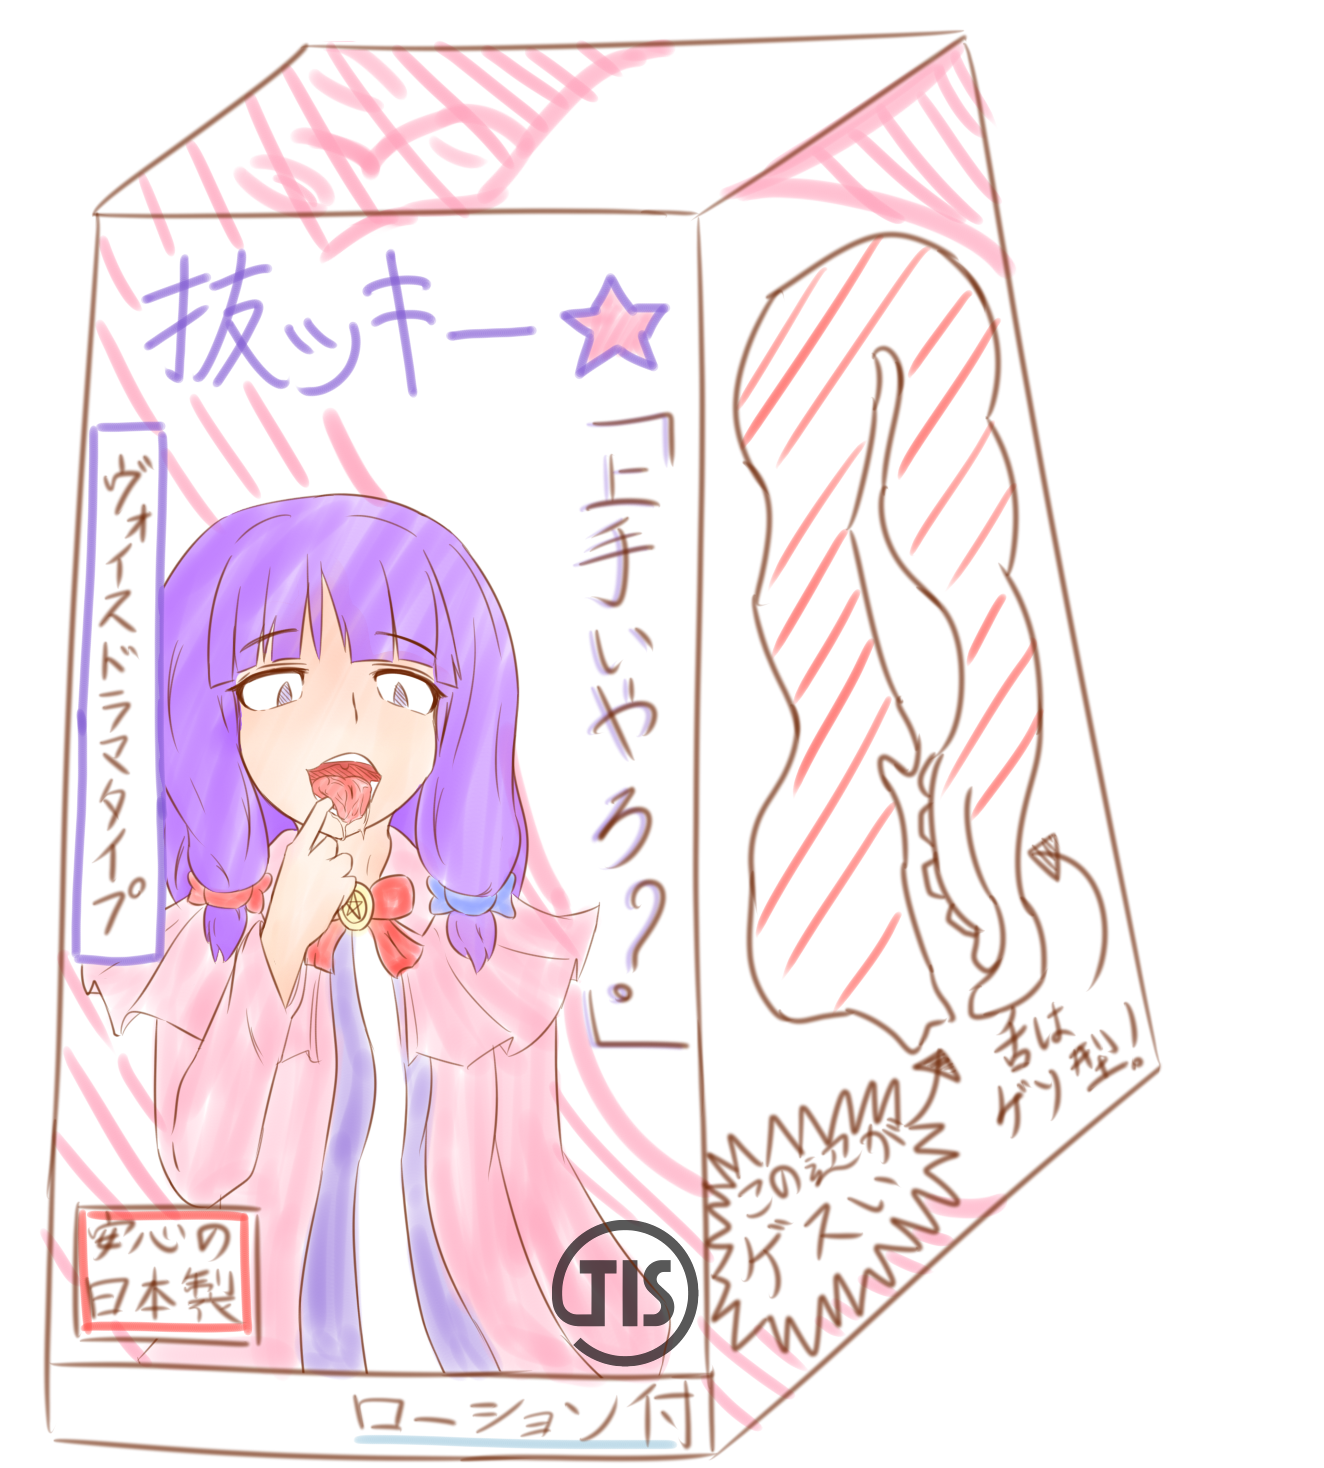 抜ッキー
「上手いやろ?」
ヴォイスドラマタイプ
安心の
日本製
JIS
ローション付
舌は
ゲソ型!
この辺が
ゲスい